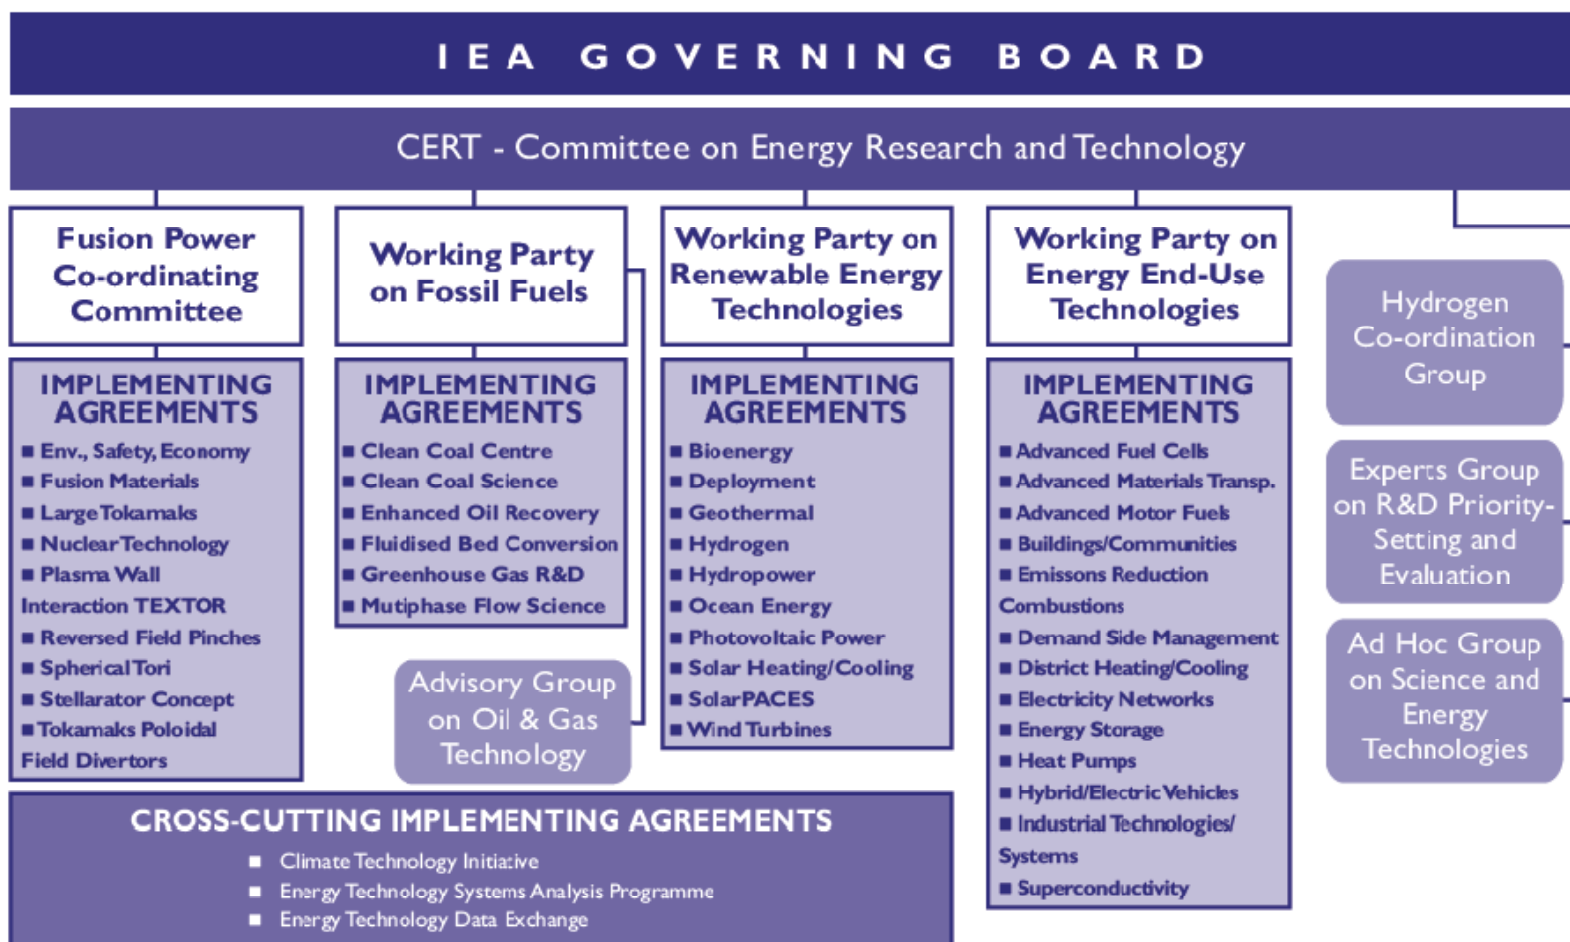 IEA GOVERNING BOARD
CERT - Committee on Energy Research and Technology
Fusion Power
Co-ordinating
Committee
IMPLEMENTING
AGREEMENTS
■ Env., Safety, Economy
■ Fusion Materials
■ Large Tokamaks
■ Nuclear Technology
■ Plasma Wall
Interaction TEXTOR
■ Reversed Field Pinches
■ Spherical Tori
■ Stellarator Concept
■ Tokamaks Poloidal
Field Divertors
Working Party
on Fossil Fuels
IMPLEMENTING
AGREEMENTS
■ Clean Coal Centre
■ Clean Coal Science
■ Enhanced Oil Recovery
■ Fluidised Bed Conversion
■ Greenhouse Gas R&D
■ Mutiphase Flow Science
Advisory Group
on Oil & Gas
Technology
Working Party on
Renewable Energy
Technologies
IMPLEMENTING
AGREEMENTS
■ Bioenergy
■ Deployment
■ Geothermal
■ Hydrogen
■ Hydropower
■ Ocean Energy
■ Photovoltaic Power
■ Solar Heating/Cooling
■ SolarPACES
■ Wind Turbines
Working Party on
Energy End-Use
Technologies
IMPLEMENTING
AGREEMENTS
■ Advanced Fuel Cells
■ Advanced Materials Transp.
■ Advanced Motor Fuels
■ Buildings/Communities
■ Emissons Reduction
Combustions
■ Demand Side Management
■ District Heating/Cooling
■ Electricity Networks
■ Energy Storage
■ Heat Pumps
■ Hybrid/Electric Vehicles
■ Industrial Technologies/
Systems
■ Superconductivity
Hydrogen
Co-ordination
Group
Experts Group
on R&D Priority-
Setting and
Evaluation
Ad Hoc Group
on Science and
Energy
Technologies
CROSS-CUTTING IMPLEMENTING AGREEMENTS
■ Climate Technology Initiative
■ Energy Technology Systems Analysis Programme
■ Energy Technology Data Exchange